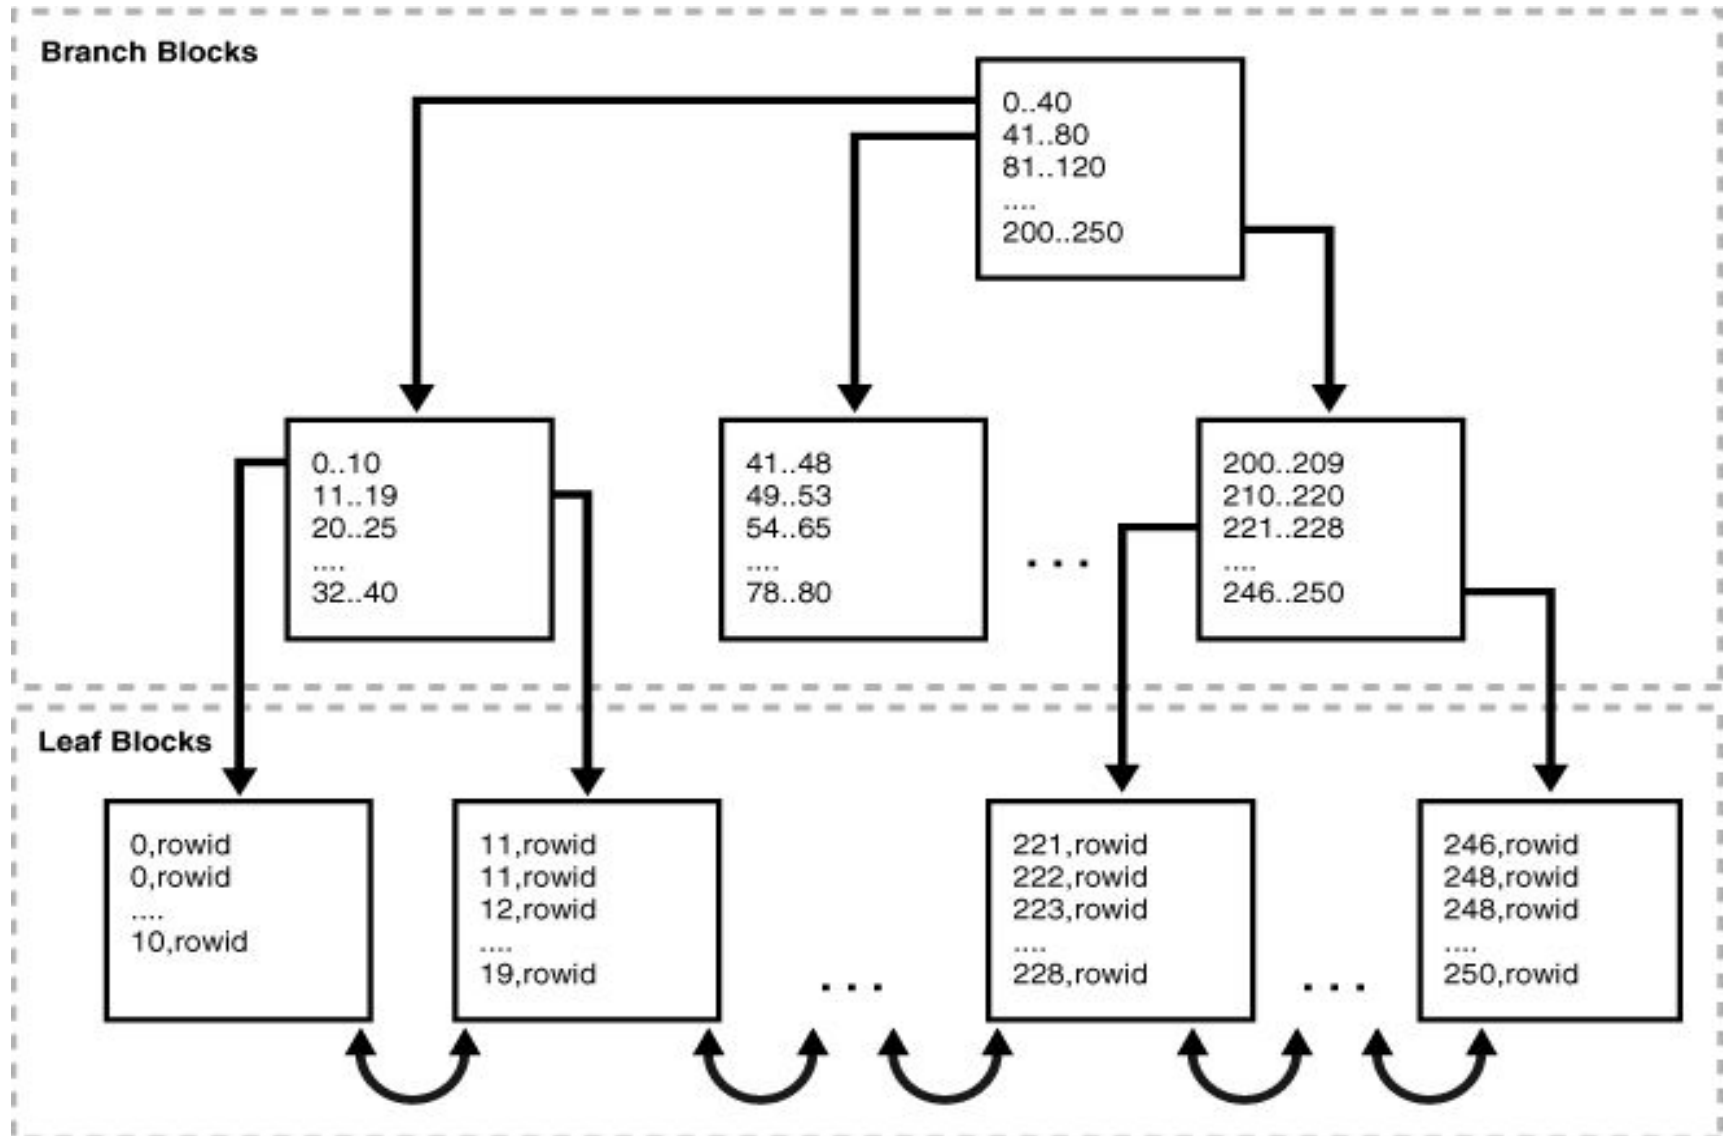 Branch Blocks
0..40
41..80
81..120
....
200..250
0..10
11..19
20..25
....
32..40
41..48
49..53
54..65
....
78..80
. . .
200..209
210..220
221..228
....
246..250
Leaf Blocks
0,rowid
0,rowid
....
10,rowid
11,rowid
11,rowid
12,rowid
....
19,rowid
. . .
221,rowid
222,rowid
223,rowid
....
228,rowid
. . .
246,rowid
248,rowid
248,rowid
....
250,rowid